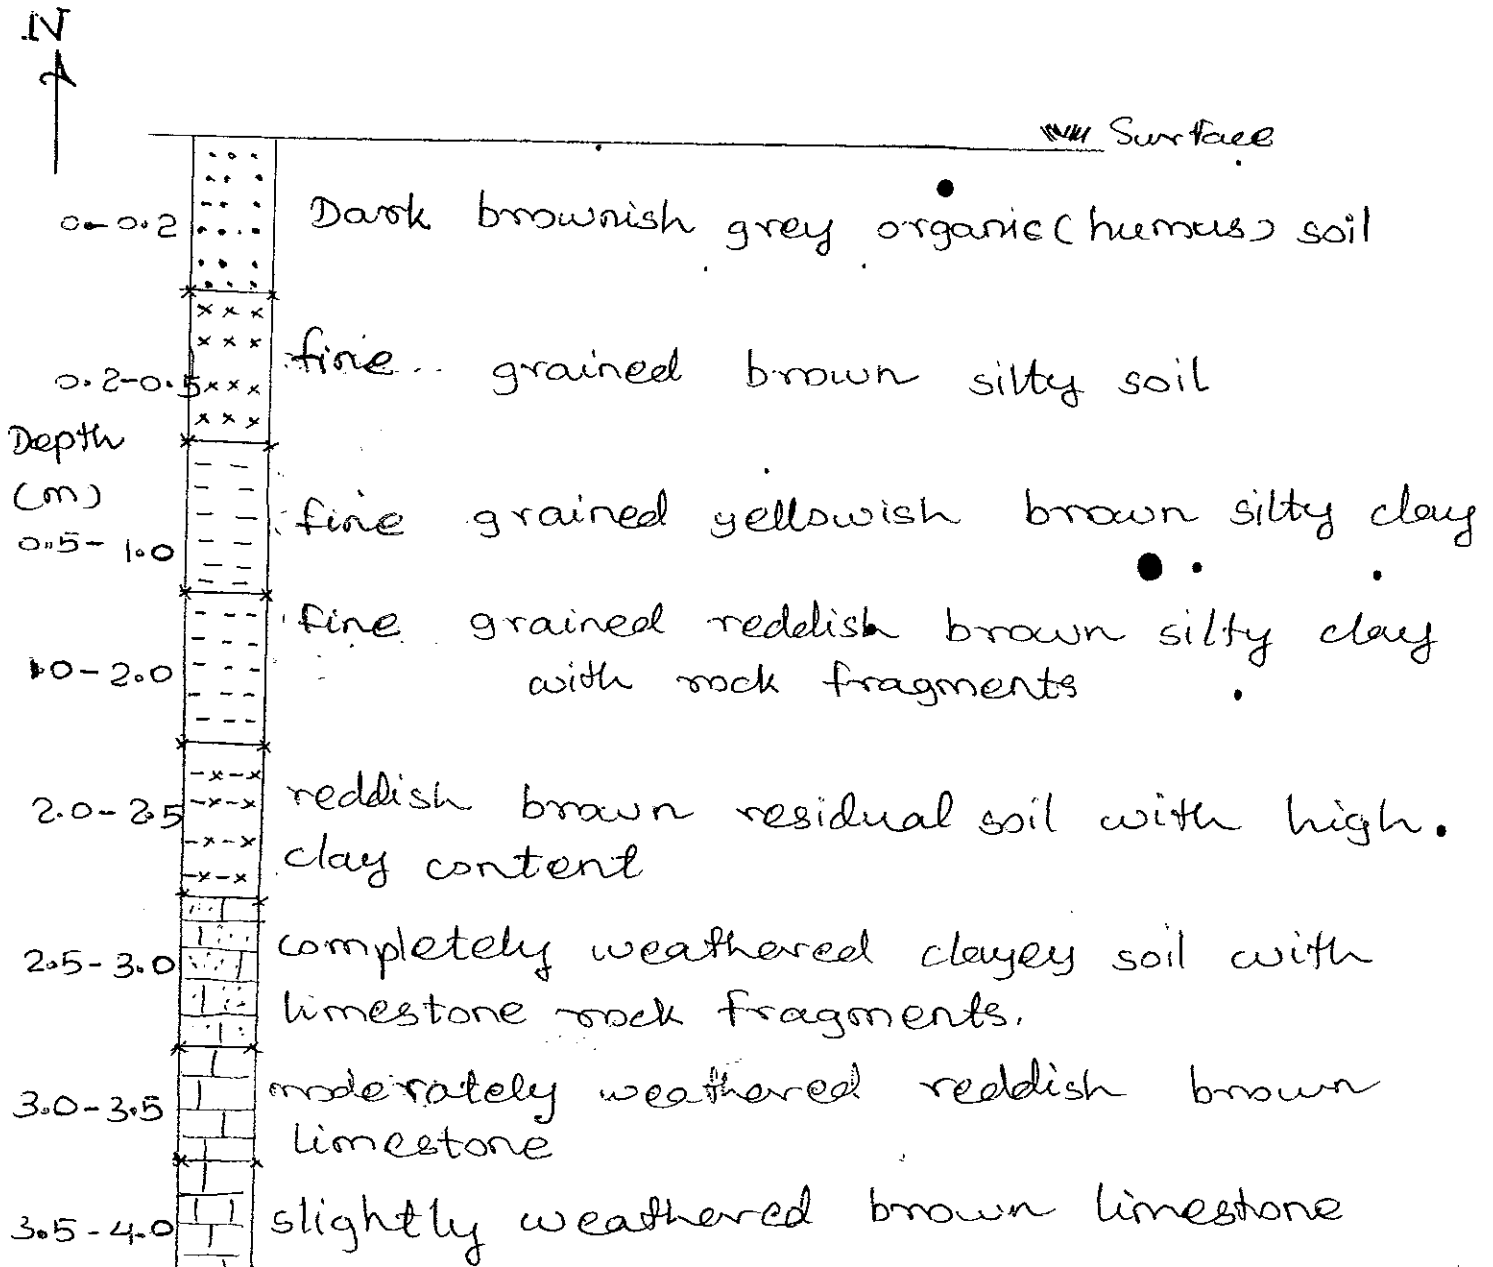 N
Surface
0-0.2 Dark brownish grey organic (humus) soil
0.2-0.5 fine grained brown silty soil
Depth
(m)
0.5-1.0 fine grained yellowish brown silty clay
1.0-2.0 fine grained reddish brown silty clay
with rock fragments
2.0-2.5 reddish brown residual soil with high
clay content
2.5-3.0 completely weathered clayey soil with
limestone rock fragments.
3.0-3.5 moderately weathered reddish brown
limestone
3.5-4.0 slightly weathered brown limestone